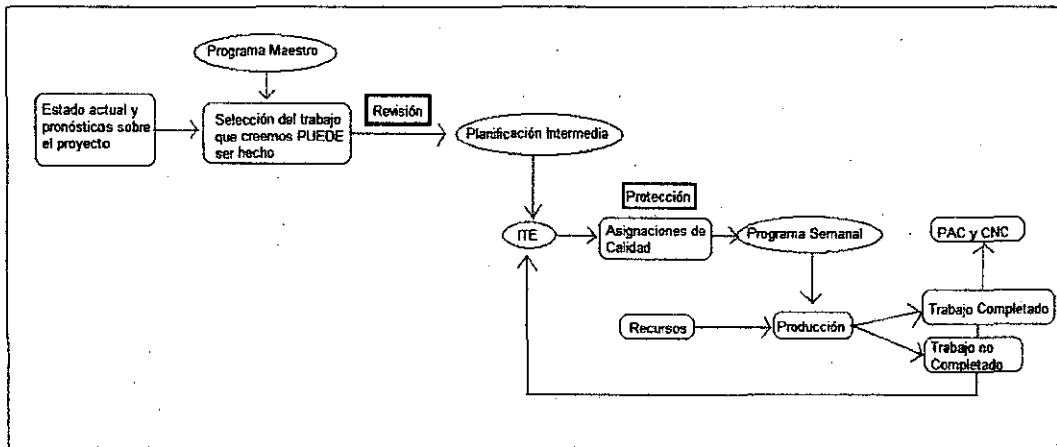 Programa Maestro
Estado actual y
pronósticos sobre
el proyecto
Selección del trabajo
que creemos PUEDE
ser hecho
Revisión
Planificación Intermedia
Protección
ITE
Asignaciones de
Calidad
Programa Semanal
PAC y CNC
Recursos
Producción
Trabajo Completado
Trabajo no
Completado